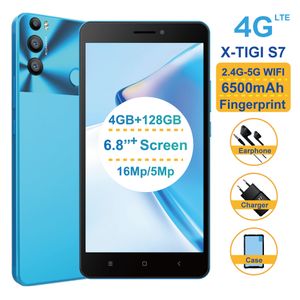 4G LTE
X-TIGI S7
2.4G-5G WIFI
6500mAh
Fingerprint
4GB+128GB
6.8’’+ Screen
16Mp/5Mp
Earphone
Charger
Case